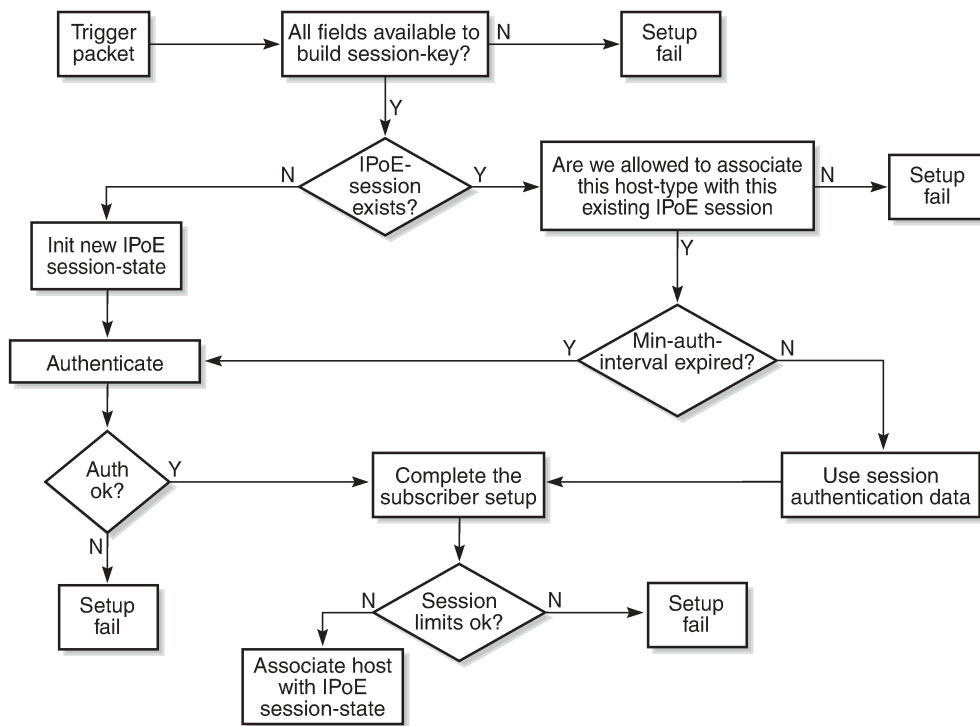 Trigger
packet
All fields available to
build session-key?
N
Setup
fail
Y
IPoE-
session
exists?
N
Y
Are we allowed to associate
this host-type with this
existing IPoE session
N
Setup
fail
Y
Init new IPoE
session-state
Authenticate
Min-auth-
interval expired?
Y
N
Auth
ok?
Y
Complete the
subscriber setup
Use session
authentication data
N
Setup
fail
Session
limits ok?
N
N
Setup
fail
Associate host
with IPoE
session-state